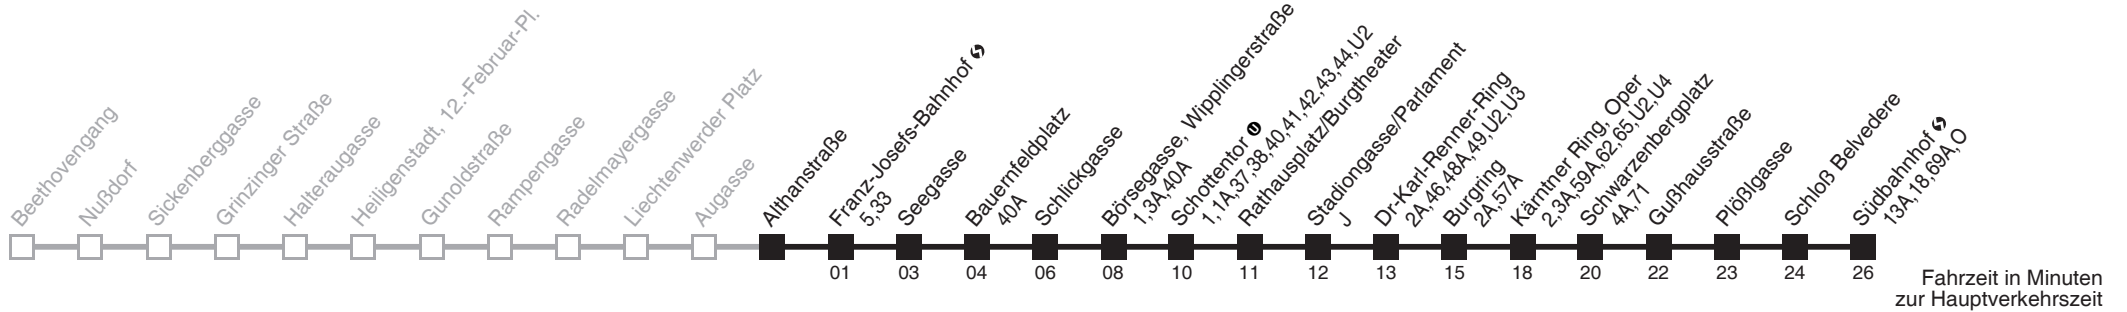 Beethovengang
Nußdorf
Sickenberggasse
Grinzinger Straße
Halteraugasse
Heiligenstadt, 12.-Februar-Pl.
Gunoldstraße
Rampengasse
Radelmayergasse
Liechtenwerder Platz
Augasse
Althanstraße
Franz-Josefs-Bahnhof
5,33
Seegasse
Bauernfeldplatz
40A
Schlickgasse
Börsegasse, Wipplingerstraße
1,3A,40A
Schottentor U
1,1A,37,38,40,41,42,43,44,U2
Rathausplatz/Burgtheater
Stadiongasse/Parlament
J
Dr-Karl-Renner-Ring
2A,46,48A,49,U2,U3
Burgring
2A,57A
Kärntner Ring, Oper
2,3A,59A,62,65,U2,U4
Schwarzenbergplatz
4A,71
Gußhausstraße
Plößlgasse
Schloß Belvedere
Südbahnhof
13A,18,69A,O
01 03 04 06 08 10 11 12 13 15 18 20 22 23 24 26
Fahrzeit in Minuten
zur Hauptverkehrszeit